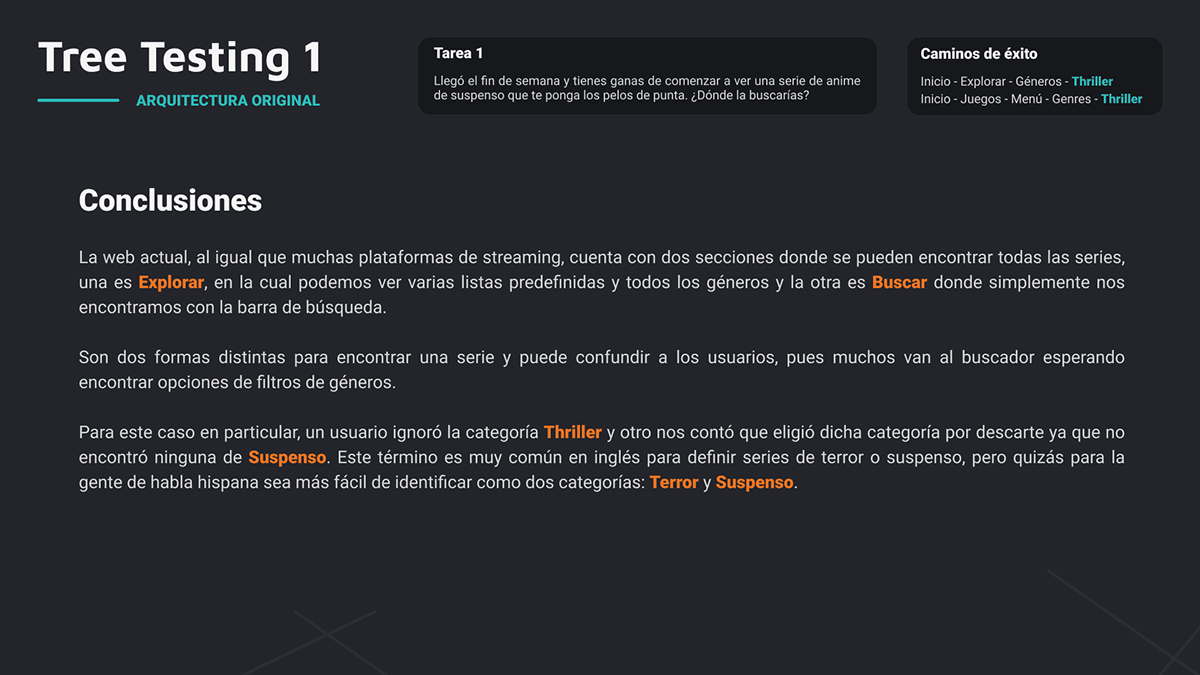 Tree Testing 1
ARQUITECTURA ORIGINAL
Tarea 1
Llegó el fin de semana y tienes ganas de comenzar a ver una serie de anime
de suspenso que te ponga los pelos de punta. ¿Dónde la buscarías?
Caminos de éxito
Inicio - Explorar - Géneros - Thriller
Inicio - Juegos - Menú - Genres - Thriller
Conclusiones
La web actual, al igual que muchas plataformas de streaming, cuenta con dos secciones donde se pueden encontrar todas las series,
una es Explorar, en la cual podemos ver varias listas predefinidas y todos los géneros y la otra es Buscar donde simplemente nos
encontramos con la barra de búsqueda.
Son dos formas distintas para encontrar una serie y puede confundir a los usuarios, pues muchos van al buscador esperando
encontrar opciones de filtros de géneros.
Para este caso en particular, un usuario ignoró la categoría Thriller y otro nos contó que eligió dicha categoría por descarte ya que no
encontró ninguna de Suspenso. Este término es muy común en inglés para definir series de terror o suspenso, pero quizás para la
gente de habla hispana sea más fácil de identificar como dos categorías: Terror y Suspenso.